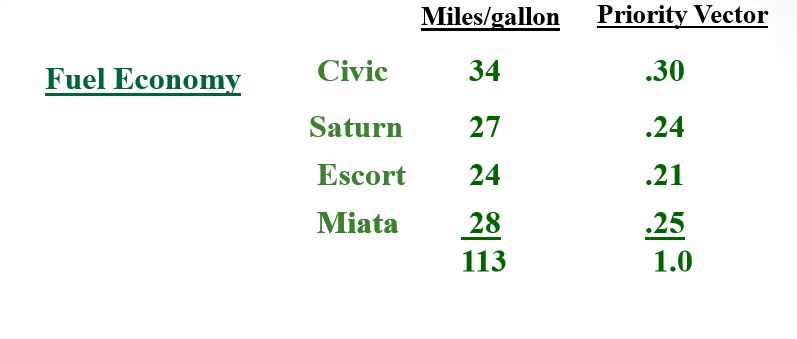 Miles/gallon Priority Vector
Fuel Economy Civic 34 .30
Saturn 27 .24
Escort 24 .21
Miata 28 .25
113 1.0